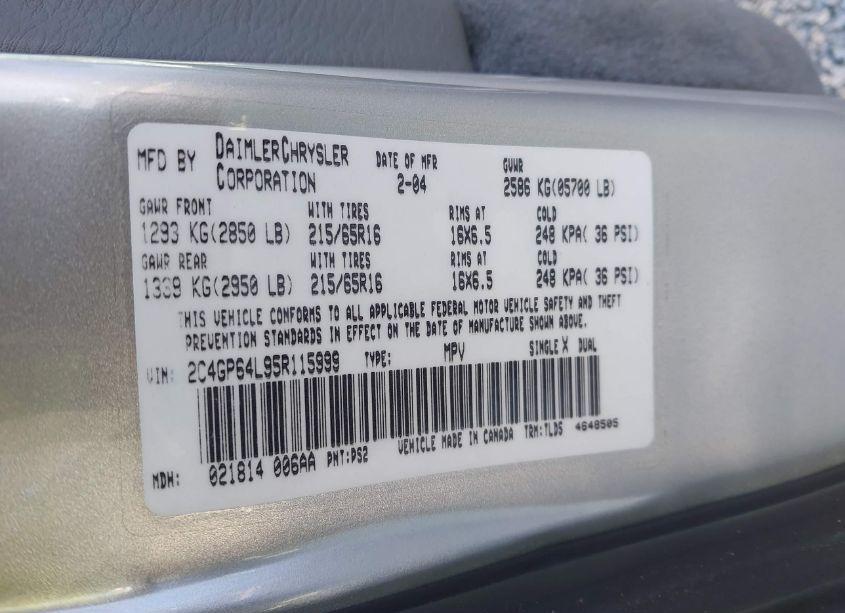 MFD BY DAIMLERCHRYSLER CORPORATION DATE OF MFR 2-04 GVWR 2586 KG(05700 LB)
GAWR FRONT WITH TIRES RIMS AT COLD
1293 KG(2850 LB) 215/65R16 16X6.5 248 KPA( 36 PSI)
GAWR REAR WITH TIRES RIMS AT COLD
1339 KG(2950 LB) 215/65R16 16X6.5 248 KPA( 36 PSI)
THIS VEHICLE CONFORMS TO ALL APPLICABLE FEDERAL MOTOR VEHICLE SAFETY AND THEFT
PREVENTION STANDARDS IN EFFECT ON THE DATE OF MANUFACTURE SHOWN ABOVE.
VIN: 2C4GP64L95R115999 TYPE: MPV SINGLE X DUAL
VEHICLE MADE IN CANADA TRM:TLDS 4648505
MDH: 021814 006AA PNT:PS2